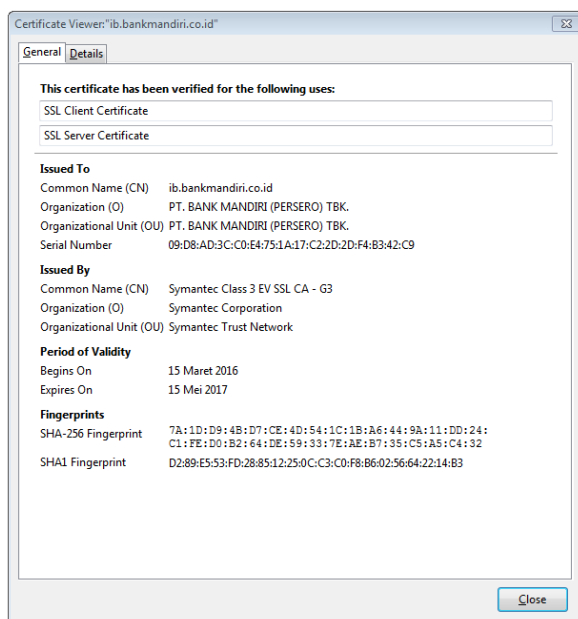 Certificate Viewer:"ib.bankmandiri.co.id"
General Details
This certificate has been verified for the following uses:
SSL Client Certificate
SSL Server Certificate
Issued To
Common Name (CN) ib.bankmandiri.co.id
Organization (O) PT. BANK MANDIRI (PERSERO) TBK.
Organizational Unit (OU) PT. BANK MANDIRI (PERSERO) TBK.
Serial Number 09:D8:AD:3C:C0:E4:75:1A:17:C2:2D:2D:F4:B3:42:C9
Issued By
Common Name (CN) Symantec Class 3 EV SSL CA - G3
Organization (O) Symantec Corporation
Organizational Unit (OU) Symantec Trust Network
Period of Validity
Begins On 15 Maret 2016
Expires On 15 Mei 2017
Fingerprints
SHA-256 Fingerprint 7A:1D:D9:4B:D7:CE:4D:54:1C:1B:A6:44:9A:11:DD:24:
C1:FE:D0:B2:64:DE:59:33:7E:AE:B7:35:C5:A5:C4:32
SHA1 Fingerprint D2:89:E5:53:FD:28:85:12:25:0C:C3:C0:F8:B6:02:56:64:22:14:B3
Close